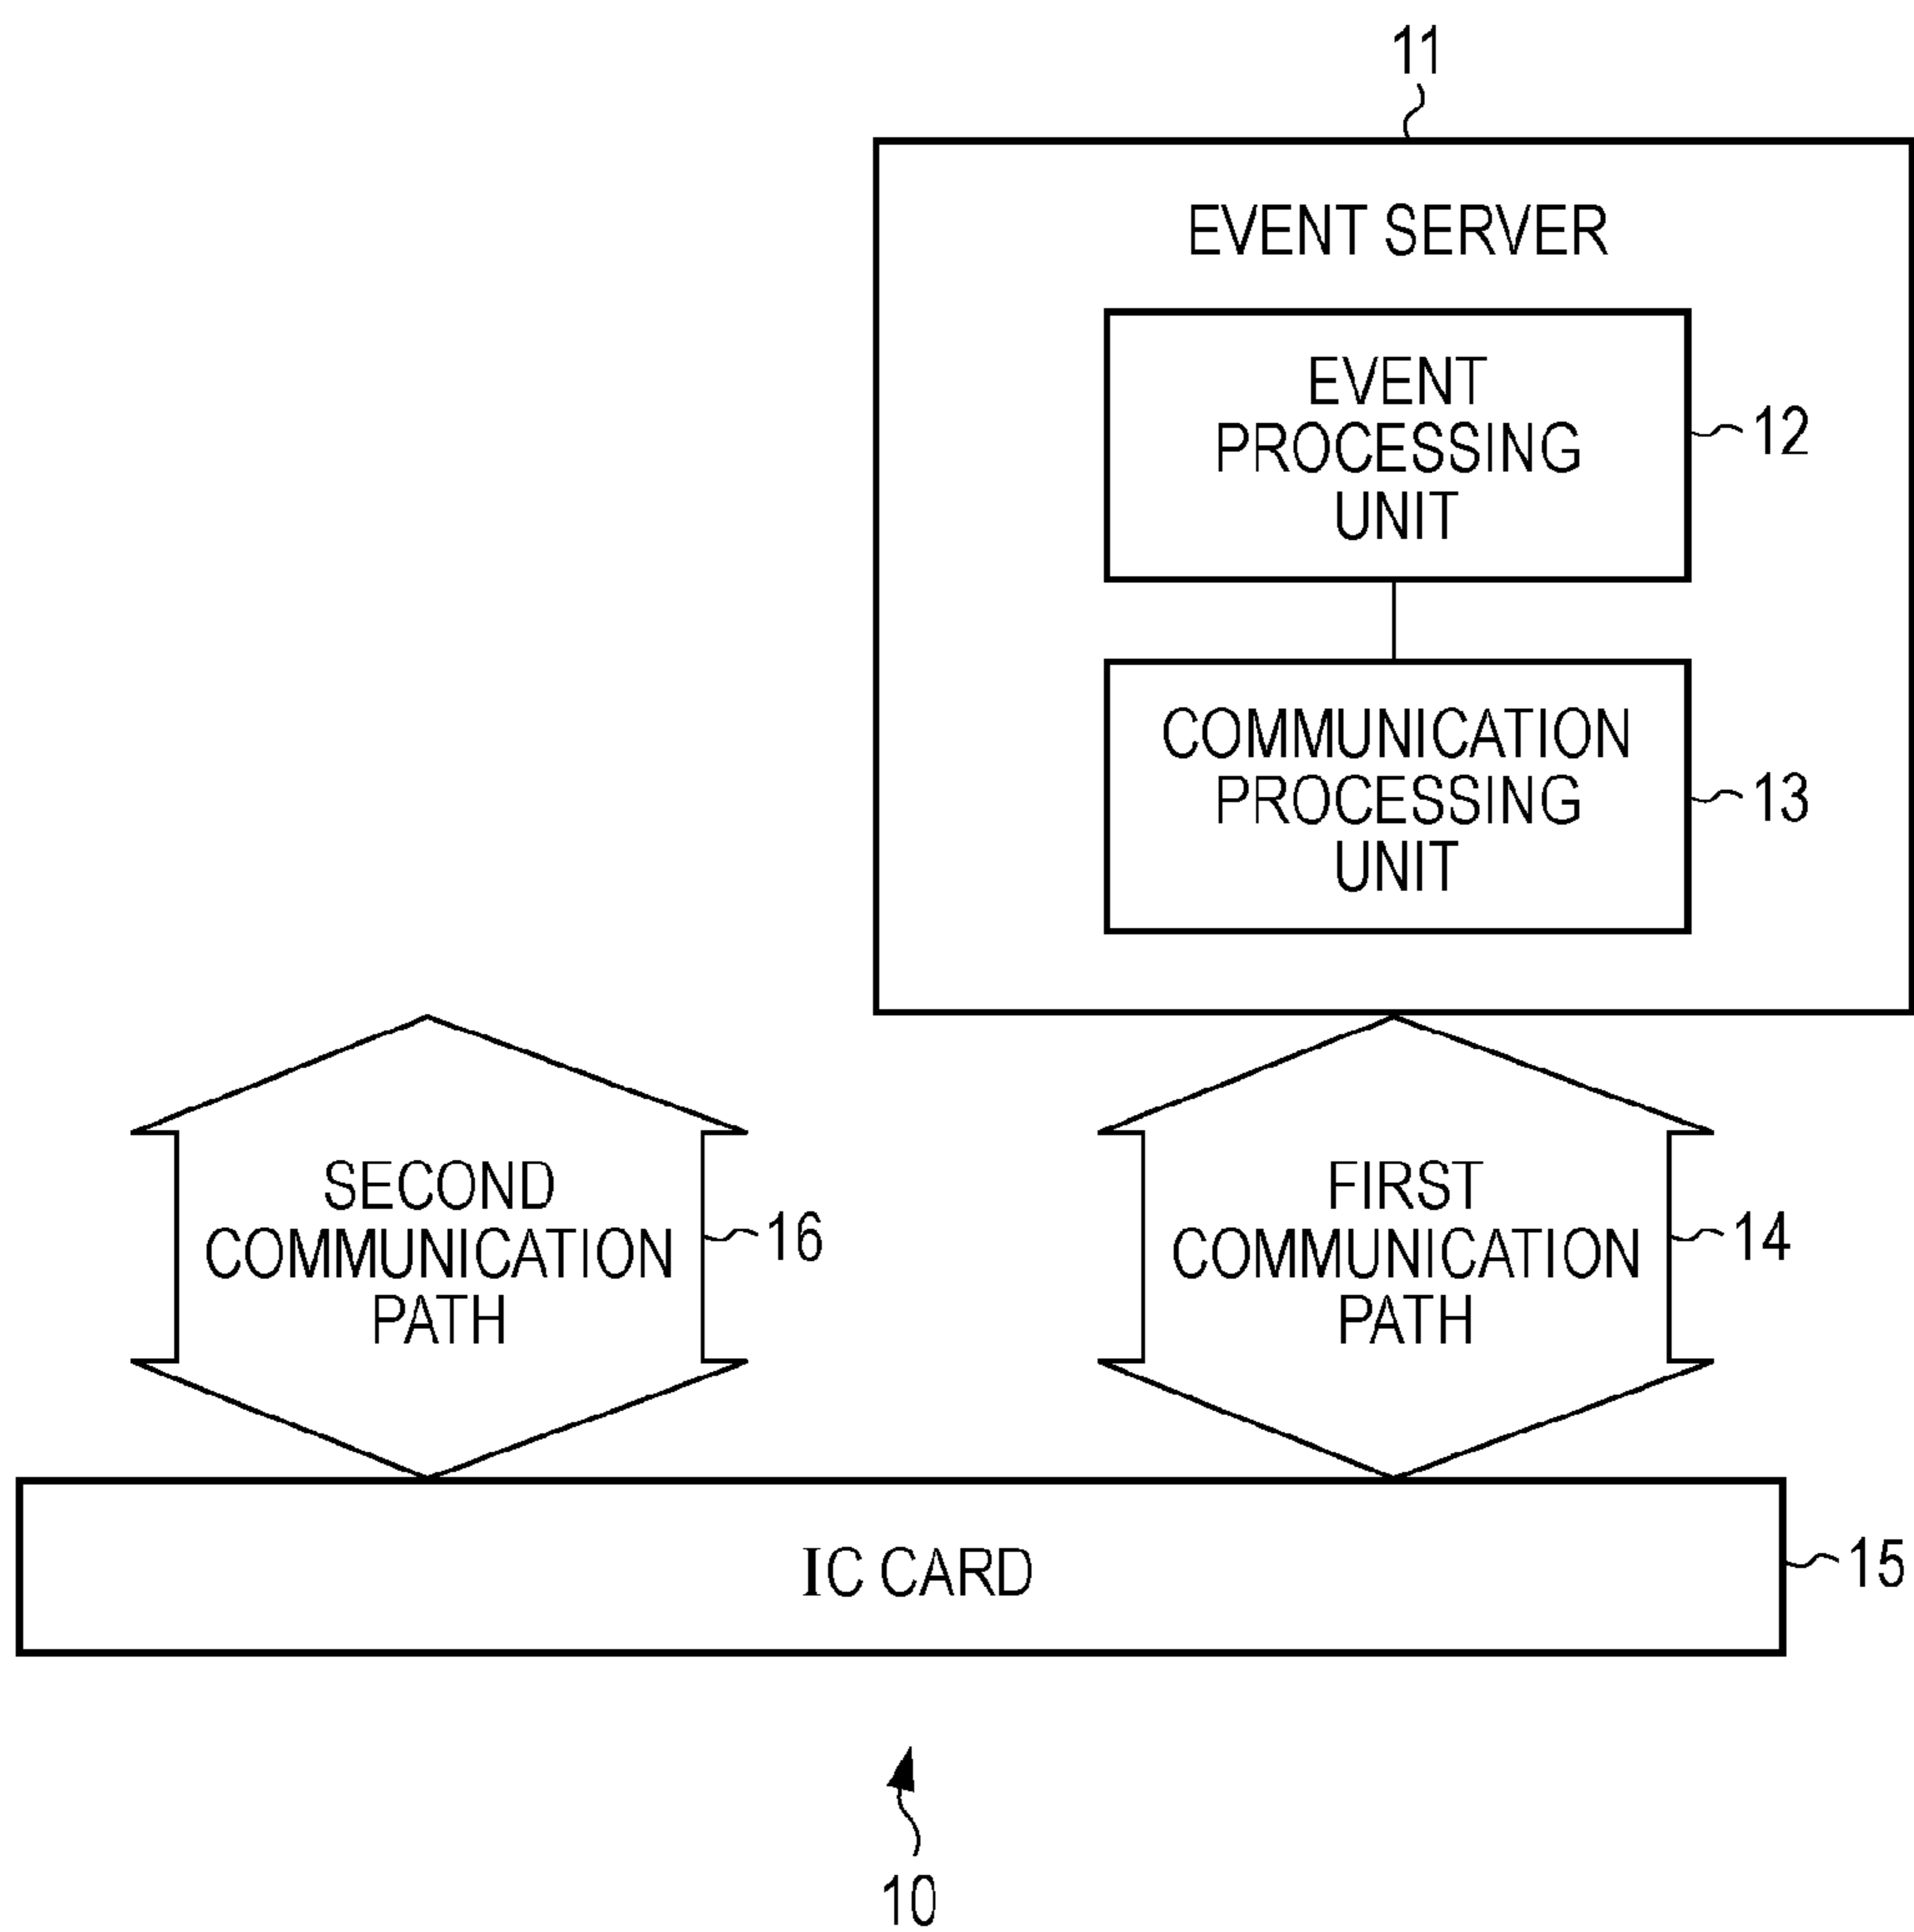 11
EVENT SERVER
EVENT
PROCESSING
UNIT
12
COMMUNICATION
PROCESSING
UNIT
13
SECOND
COMMUNICATION
PATH
16
FIRST
COMMUNICATION
PATH
14
IC CARD
15
10